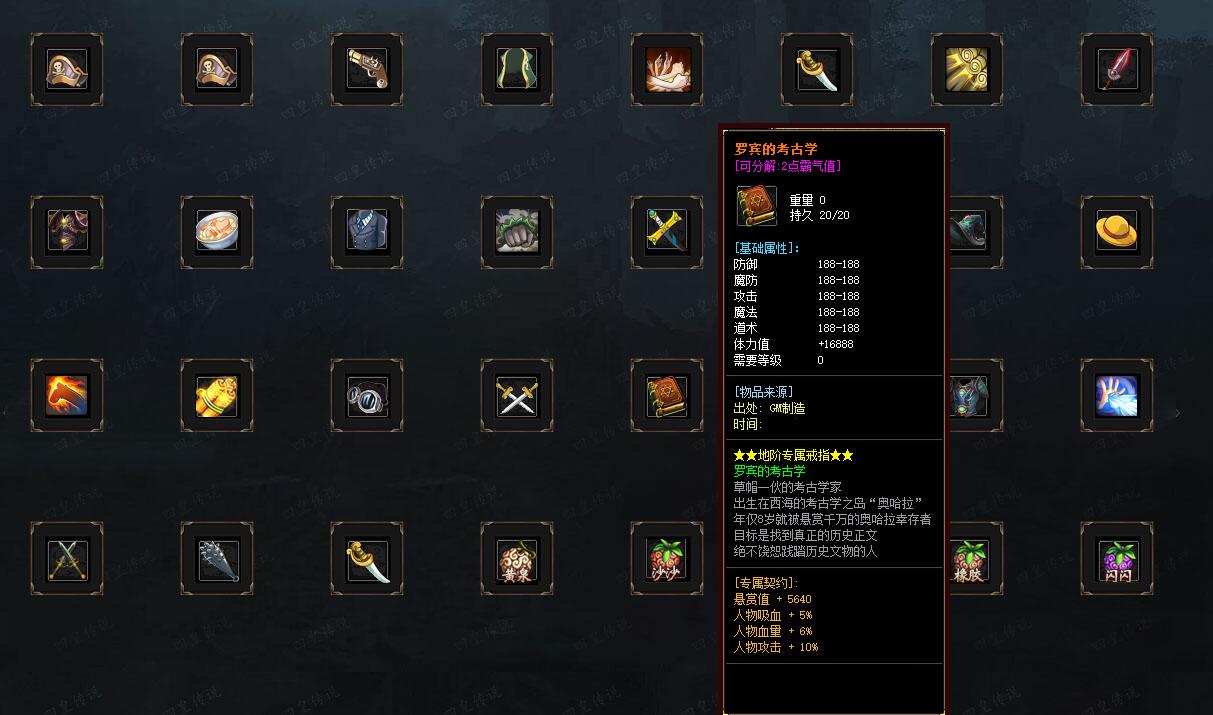 罗宾的考古学
[可分解:2点霸气值]
重量 0
持久 20/20
[基础属性]:
防御 188-188
魔防 188-188
攻击 188-188
魔法 188-188
道术 188-188
体力值 +16888
需要等级 0
[物品来源]
出处: GM制造
时间:
★★地阶专属戒指★★
罗宾的考古学
草帽一伙的考古学家
出生在西海的考古学之岛“奥哈拉”
年仅8岁就被悬赏千万的奥哈拉幸存者
目标是找到真正的历史正文
绝不饶恕践踏历史文物的人
[专属契约]:
悬赏值 + 5640
人物吸血 + 5%
人物血量 + 6%
人物攻击 + 10%
黄泉
沙沙
橡胶
闪闪
四皇传说